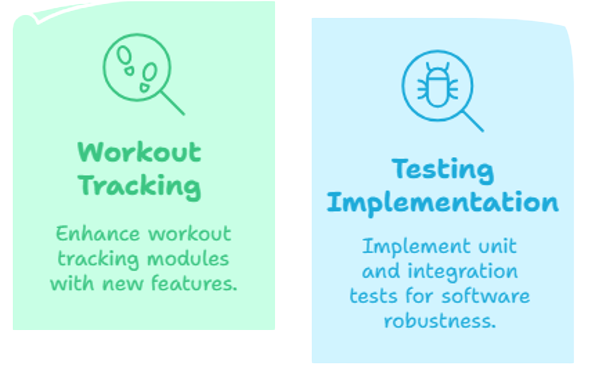 Workout
Tracking
Enhance workout
tracking modules
with new features.
Testing
Implementation
Implement unit
and integration
tests for software
robustness.